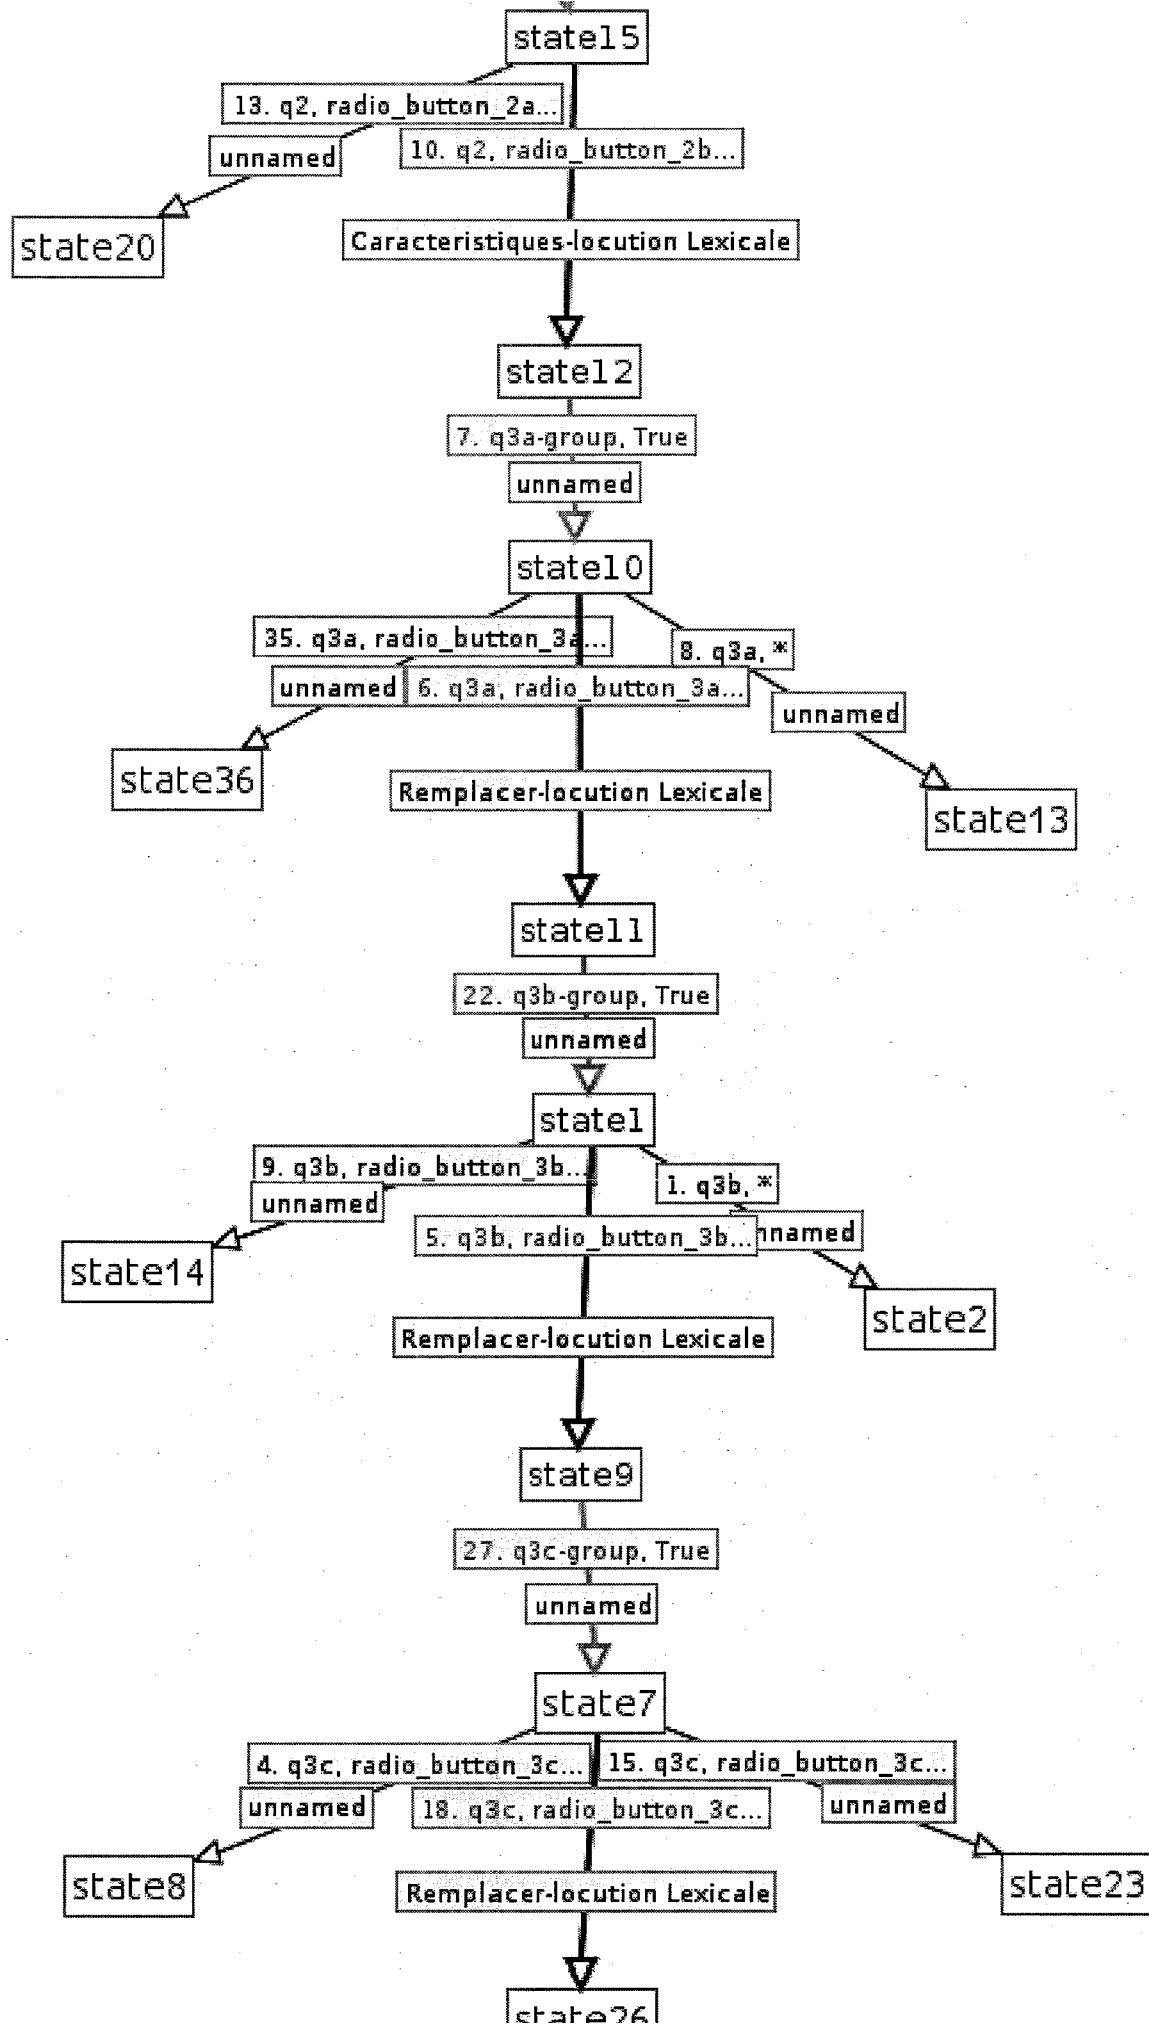 state15
13. q2, radio_button_2a...
10. q2, radio_button_2b...
unnamed
state20
Caracteristiques-locution Lexicale
state12
7. q3a-group, True
unnamed
state10
35. q3a, radio_button_3a...
8. q3a, *
unnamed
6. q3a, radio_button_3a...
unnamed
state36
Remplacer-locution Lexicale
state13
state11
22. q3b-group, True
unnamed
state1
9. q3b, radio_button_3b...
1. q3b, *
unnamed
5. q3b, radio_button_3b...
nnamed
state14
state2
Remplacer-locution Lexicale
state9
27. q3c-group, True
unnamed
state7
4. q3c, radio_button_3c...
15. q3c, radio_button_3c...
unnamed
18. q3c, radio_button_3c...
unnamed
state8
state23
Remplacer-locution Lexicale
state26